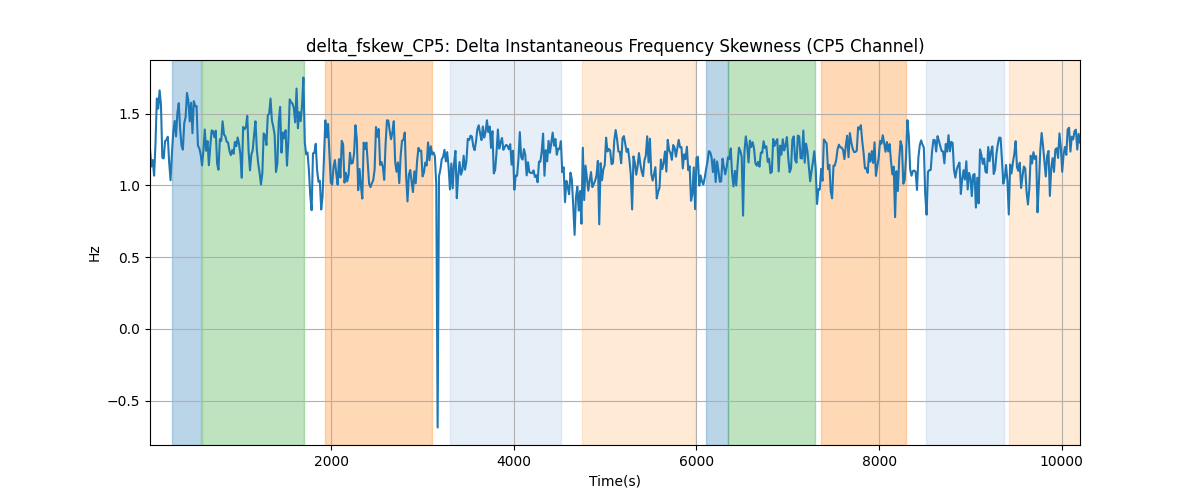 delta_fskew_CP5: Delta Instantaneous Frequency Skewness (CP5 Channel)
1.5
1.0
0.5
0.0
−0.5
Hz
2000 4000 6000 8000 10000
Time(s)